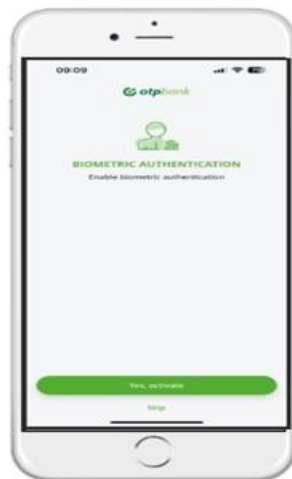 09:09
otpbank
BIOMETRIC AUTHENTICATION
Enable biometric authentication
Yes, activate
Skip